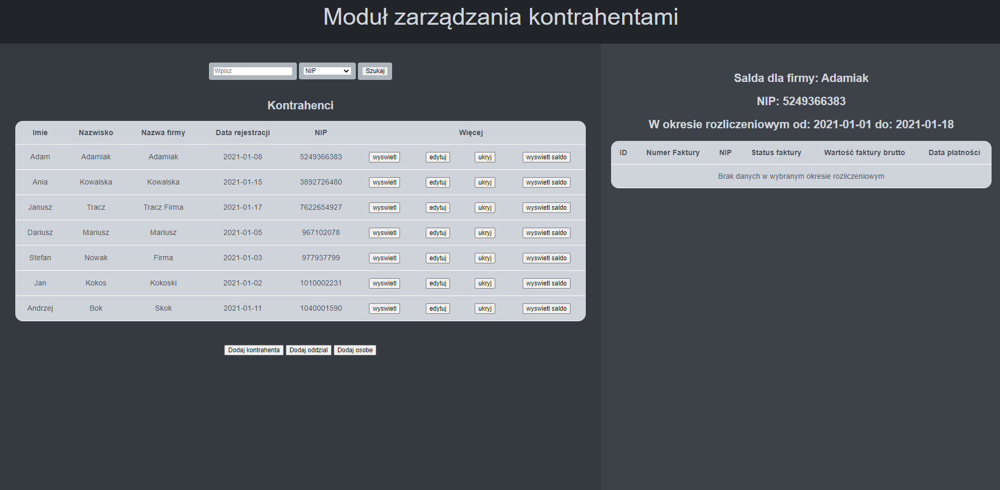 Moduł zarządzania kontrahentami
Wpisz NIP Szukaj
Kontrahenci
Imie Nazwisko Nazwa firmy Data rejestracji NIP Więcej
Adam Adamiak Adamiak 2021-01-08 5249366383 wyswietl edytuj ukryj wyswietl saldo
Ania Kowalska Kowalska 2021-01-15 3892726480 wyswietl edytuj ukryj wyswietl saldo
Janusz Tracz Tracz Firma 2021-01-17 7622654927 wyswietl edytuj ukryj wyswietl saldo
Dariusz Mariusz Mariusz 2021-01-05 967102078 wyswietl edytuj ukryj wyswietl saldo
Stefan Nowak Firma 2021-01-03 977937799 wyswietl edytuj ukryj wyswietl saldo
Jan Kokos Kokoski 2021-01-02 1010002231 wyswietl edytuj ukryj wyswietl saldo
Andrzej Bok Skok 2021-01-11 1040001590 wyswietl edytuj ukryj wyswietl saldo
Dodaj kontrahenta Dodaj oddzial Dodaj osobe
Salda dla firmy: Adamiak
NIP: 5249366383
W okresie rozliczeniowym od: 2021-01-01 do: 2021-01-18
ID Numer Faktury NIP Status faktury Wartość faktury brutto Data płatności
Brak danych w wybranym okresie rozliczeniowym